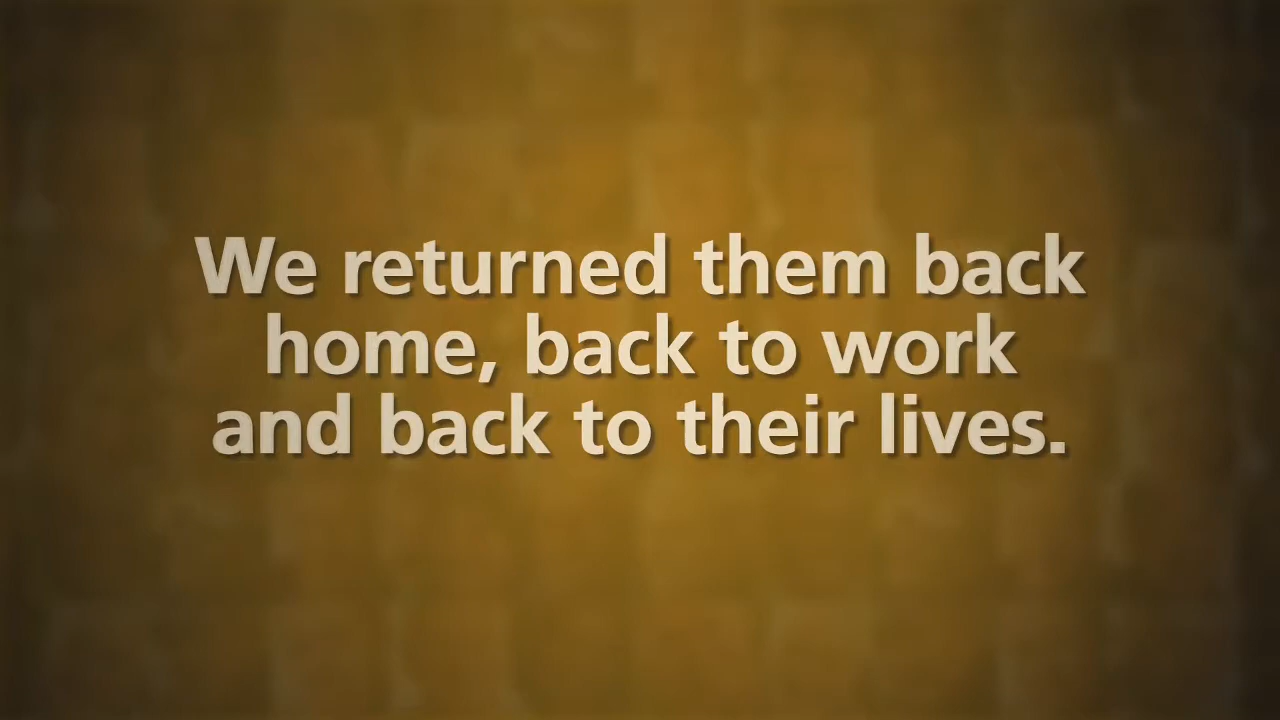 We returned them back
home, back to work
and back to their lives.